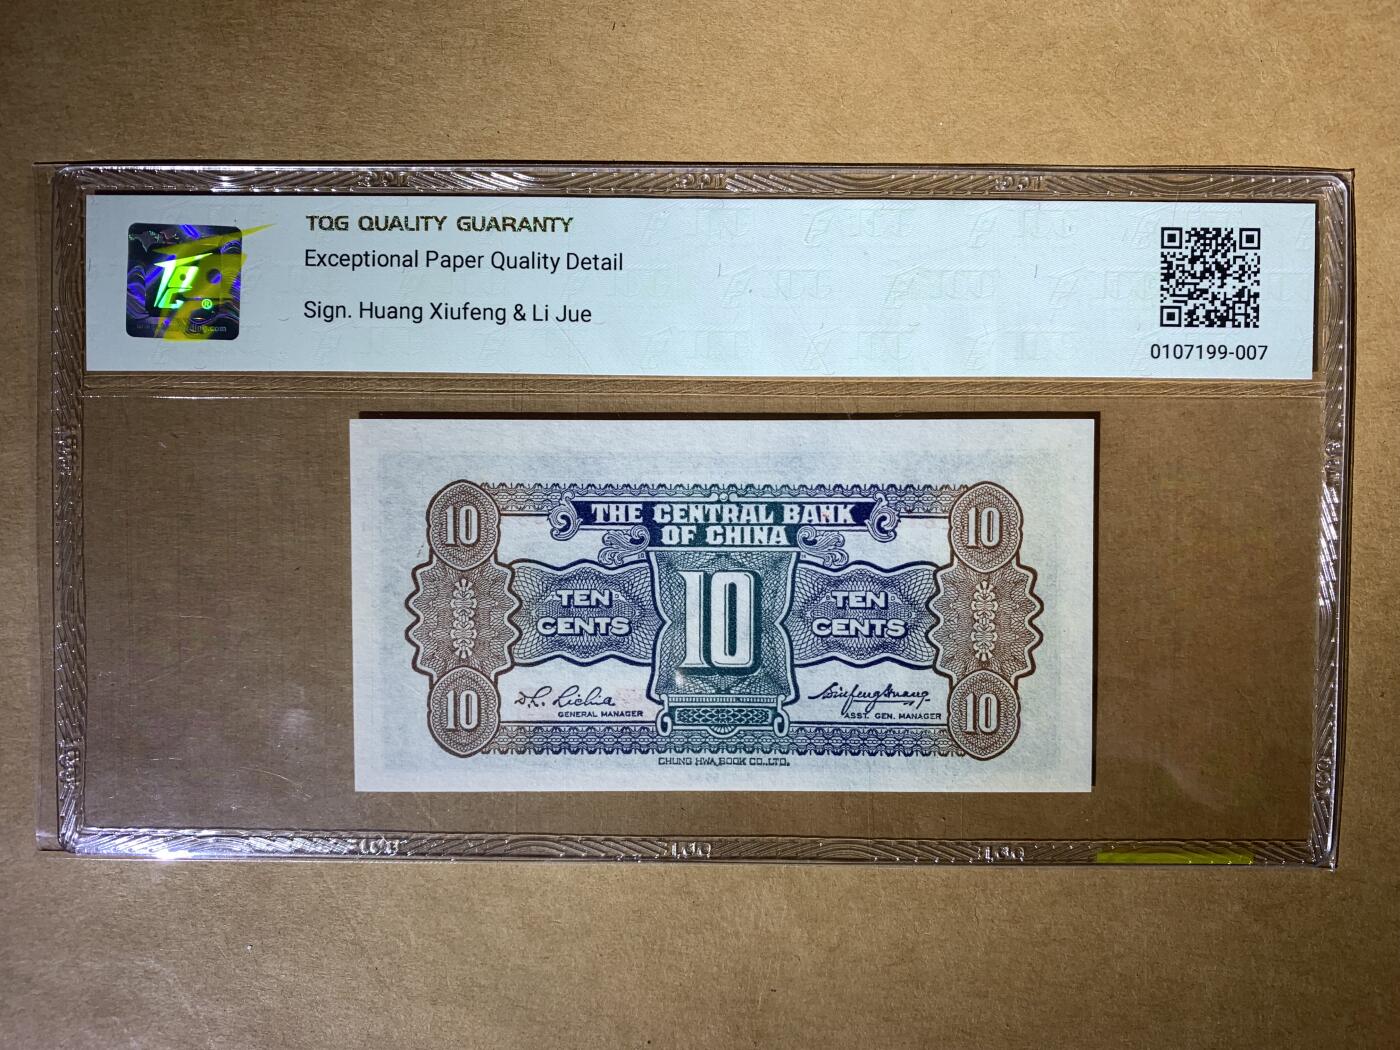 TQG QUALITY GUARANTY
Exceptional Paper Quality Detail
Sign. Huang Xiufeng & Li Jue
0107199-007
THE CENTRAL BANK
OF CHINA
10
10
TEN
CENTS
10
TEN
CENTS
10
10
GENERAL MANAGER
ASST. GEN. MANAGER
CHUNG HWA BOOK CO.,LTD.